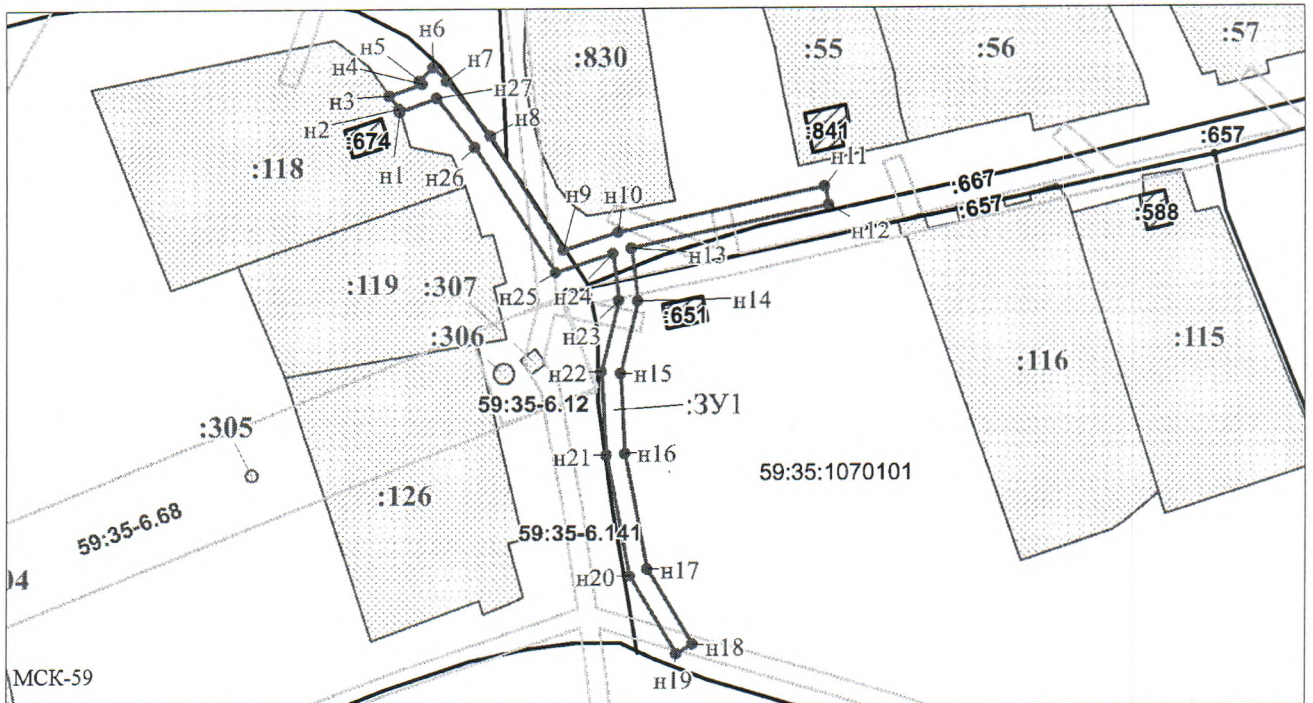 н6
н5
н7
н4
:830
:55
:56
:57
н3
н27
н2
н8
:674
:841
:657
н1
:118
н26
н11
:667
:657
н9
н10
:588
н12
н13
:119
:307
н25
н24
н14
:306
н23
:651
:115
н22
н15
:116
59:35-6.12
:ЗУ1
:305
н21
н16
59:35:1070101
:126
59:35-6.68
59:35-6.141
н20
н17
04
н18
МСК-59
н19